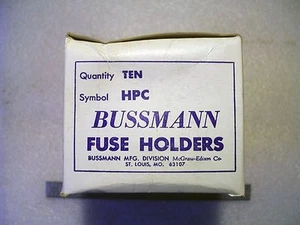 Quantity TEN
Symbol HPC
BUSSMANN
FUSE HOLDERS
BUSSMANN MFG. DIVISION McGraw-Edison Co
ST. LOUIS, MO. 63107